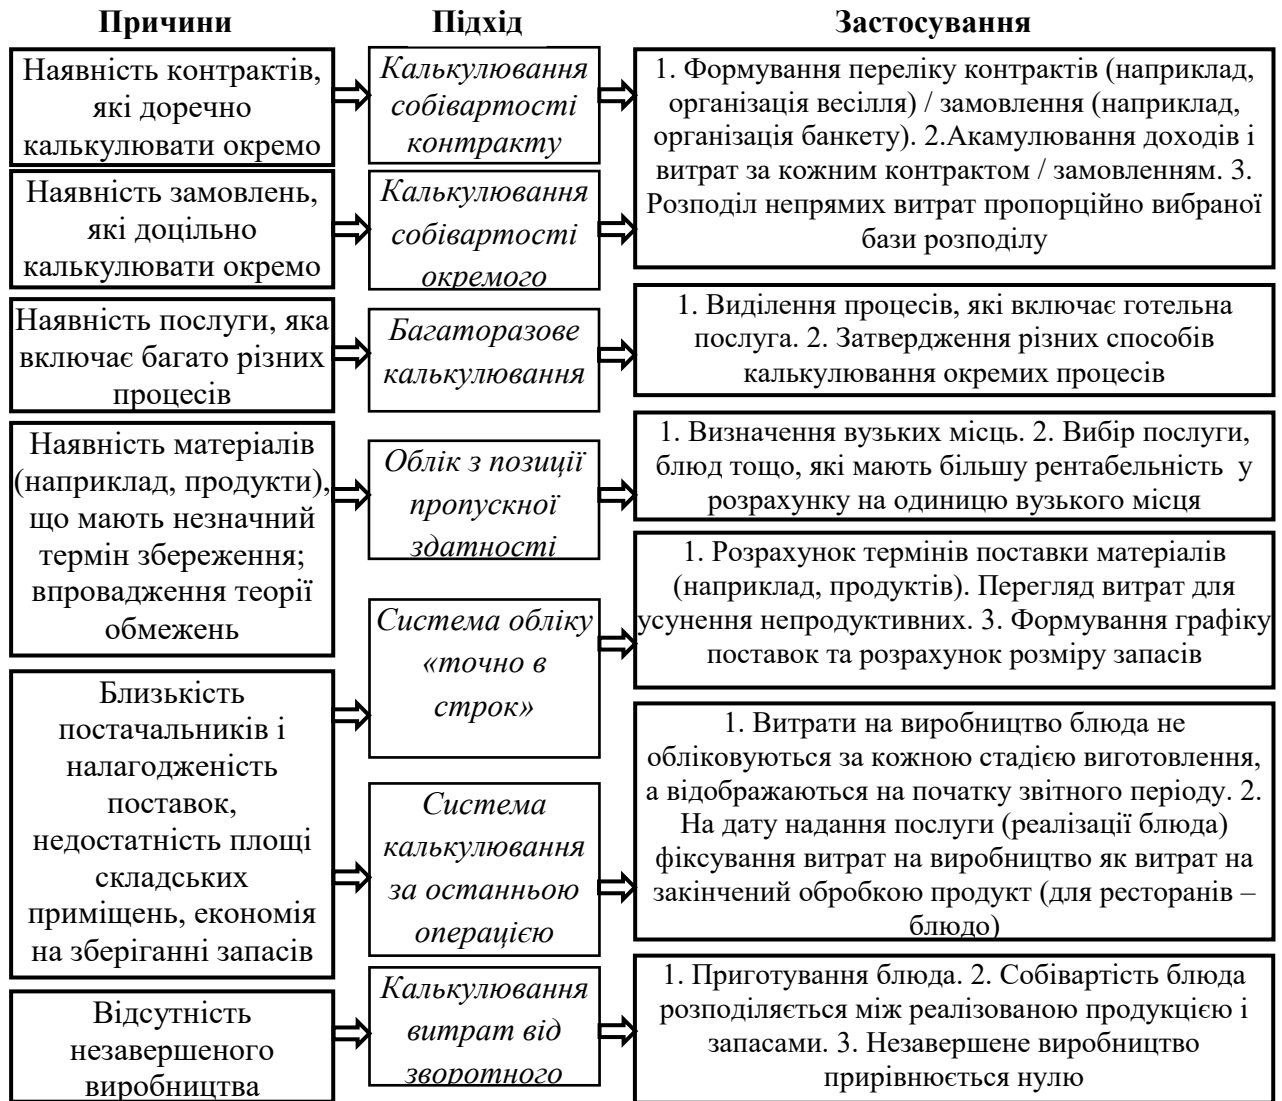 Причини
Підхід
Застосування
Наявність контрактів,
які доречно
калькулювати окремо
Калькулювання
собівартості
контракту
1. Формування переліку контрактів (наприклад,
організація весілля) / замовлення (наприклад,
організація банкету). 2.Акамулювання доходів і
витрат за кожним контрактом / замовленням. 3.
Розподіл непрямих витрат пропорційно вибраної
бази розподілу
Наявність замовлень,
які доцільно
калькулювати окремо
Калькулювання
собівартості
окремого
Наявність послуги, яка
включає багато різних
процесів
Багаторазове
калькулювання
1. Виділення процесів, які включає готельна
послуга. 2. Затвердження різних способів
калькулювання окремих процесів
Наявність матеріалів
(наприклад, продукти),
що мають незначний
термін збереження;
впровадження теорії
обмежень
Облік з позиції
пропускної
здатності
1. Визначення вузьких місць. 2. Вибір послуги,
блюд тощо, які мають більшу рентабельність у
розрахунку на одиницю вузького місця
Близькість
постачальників і
налагодженість
поставок,
недостатність площі
складських
приміщень, економія
на зберіганні запасів
Система обліку
«точно в
строк»
1. Розрахунок термінів поставки матеріалів
(наприклад, продуктів). Перегляд витрат для
усунення непродуктивних. 3. Формування графіку
поставок та розрахунок розміру запасів
Система
калькулювання
за останньою
операцією
1. Витрати на виробництво блюда не
обліковуються за кожною стадією виготовлення,
а відображаються на початку звітного періоду. 2.
На дату надання послуги (реалізації блюда)
фіксування витрат на виробництво як витрат на
закінчений обробкою продукт (для ресторанів –
блюдо)
Відсутність
незавершеного
виробництва
Калькулювання
витрат від
зворотного
1. Приготування блюда. 2. Собівартість блюда
розподіляється між реалізованою продукцією і
запасами. 3. Незавершене виробництво
прирівнюється нулю